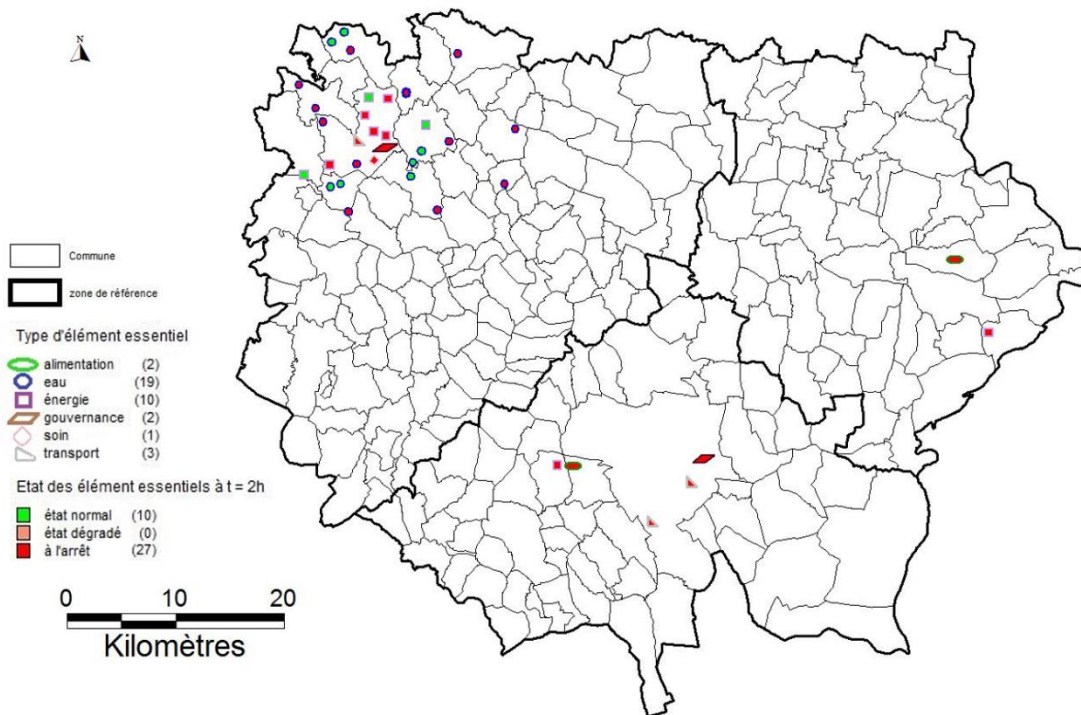 N
Commune
zone de référence
Type d'élément essentiel
alimentation (2)
eau (19)
énergie (10)
gouvernance (2)
soin (1)
transport (3)
Etat des élément essentiels à t = 2h
état normal (10)
état dégradé (0)
à l'arrêt (27)
0 10 20
Kilomètres